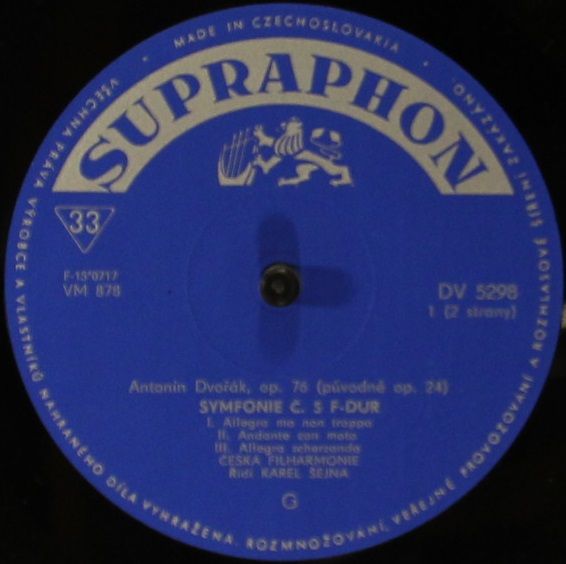 MADE IN CZECHOSLOVAKIA
SUPRAPHON
33
F-15*0717
VM 878
DV 5298
1 (2 strany)
Antonín Dvořák, op. 76 (původně op. 24)
SYMFONIE Č. 5 F-DUR
I. Allegro ma non troppo
II. Andante con moto
III. Allegro scherzando
ČESKÁ FILHARMONIE
Řídí KAREL ŠEJNA
G
VŠECHNA PRÁVA VÝROBCE A VLASTNÍKŮ NAHRANÉHO DÍLA VYHRAŽENA. ROZMNOŽOVÁNÍ, VEŘEJNÉ PROVOZOVÁNÍ A ROZHLASOVÉ ŠÍŘENÍ ZAKÁZÁNO.